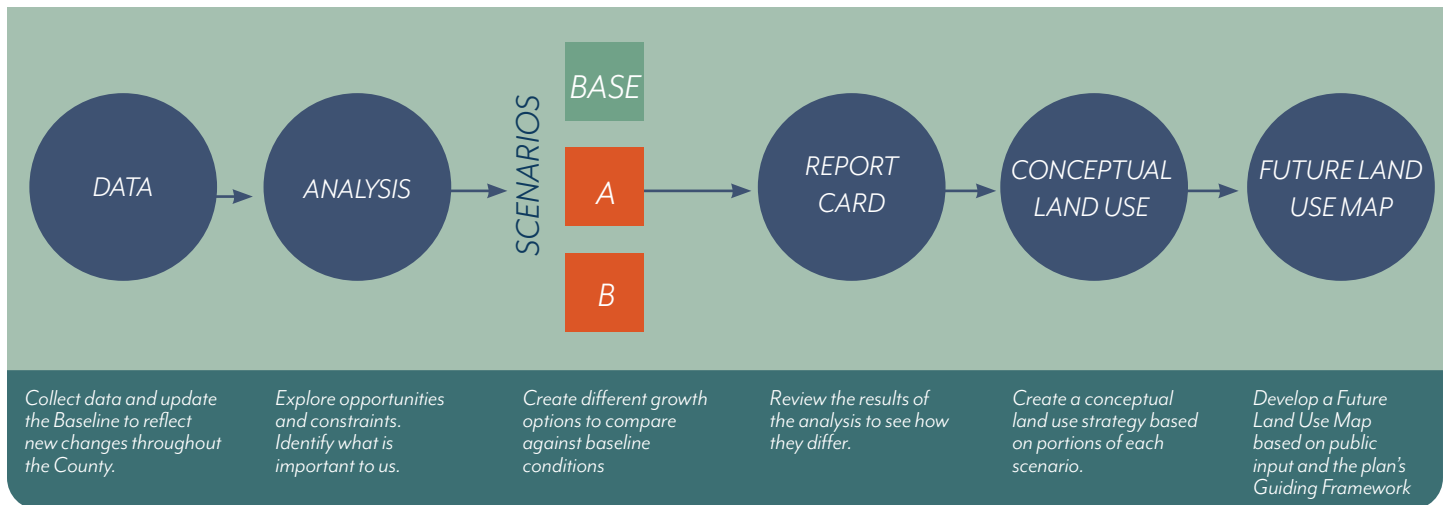 DATA
ANALYSIS
SCENARIOS
BASE
A
B
REPORT
CARD
CONCEPTUAL
LAND USE
FUTURE LAND
USE MAP
Collect data and update
the Baseline to reflect
new changes throughout
the County.
Explore opportunities
and constraints.
Identify what is
important to us.
Create different growth
options to compare
against baseline
conditions
Review the results of
the analysis to see how
they differ.
Create a conceptual
land use strategy based
on portions of each
scenario.
Develop a Future
Land Use Map
based on public
input and the plan's
Guiding Framework